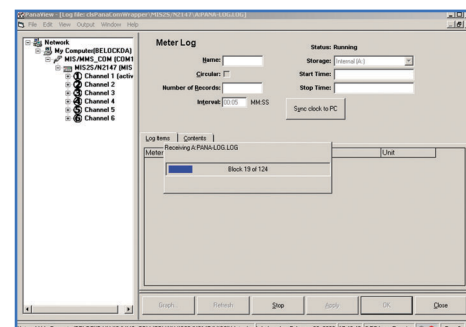 PanaView - [Log file: cbPanaComWrapper\MIS2S/N2147\A:PANA-LOG.LOG]
File Edit View Output Window Help
Network
My Computer(BELOCKDA)
MIS/MMS_COM (COM1
MIS2S/N2147 (MIS
Channel 1 (activ
Channel 2
Channel 3
Channel 4
Channel 5
Channel 6
Meter Log
Status: Running
Name:
Storage: Internal (A:)
Circular:
Start Time:
Number of Records:
Stop Time:
Interval: 00:05 MM:SS
Sync clock to PC
Log Items Contents
Receiving A:PANA-LOG.LOG
Meter
Unit
Block 19 of 124
Graph Refresh Stop Apply OK Close